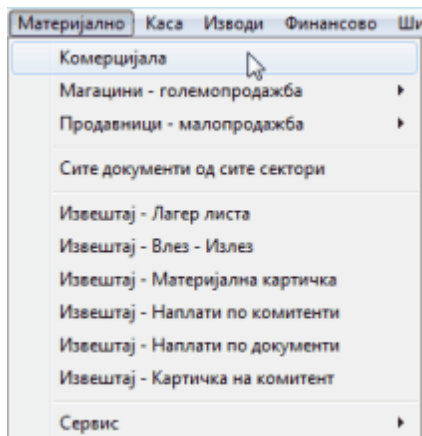 Материјално Каса Изводи Финансово
Комерцијала
Магацини - големопродажба
Продавници - малопродажба
Сите документи од сите сектори
Извештај - Лагер листа
Извештај - Влез - Излез
Извештај - Материјална картичка
Извештај - Наплати по комитенти
Извештај - Наплати по документи
Извештај - Картичка на комитент
Сервис